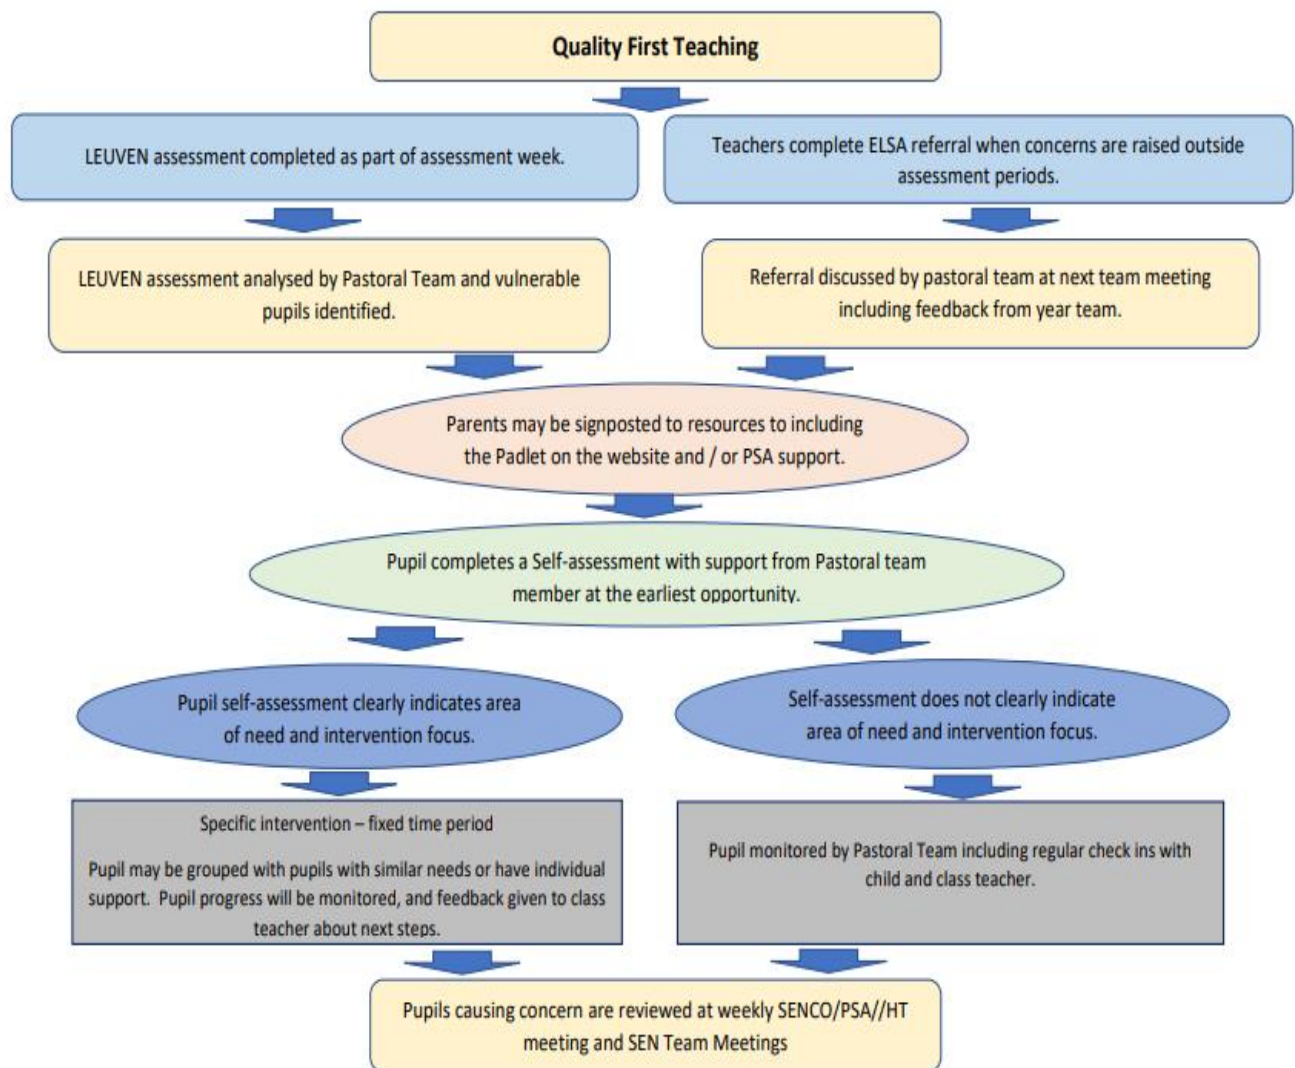 Quality First Teaching
LEUVEN assessment completed as part of assessment week.
Teachers complete ELSA referral when concerns are raised outside
assessment periods.
LEUVEN assessment analysed by Pastoral Team and vulnerable
pupils identified.
Referral discussed by pastoral team at next team meeting
including feedback from year team.
Parents may be signposted to resources to including
the Padlet on the website and / or PSA support.
Pupil completes a Self-assessment with support from Pastoral team
member at the earliest opportunity.
Pupil self-assessment clearly indicates area
of need and intervention focus.
Self-assessment does not clearly indicate
area of need and intervention focus.
Specific intervention – fixed time period
Pupil may be grouped with pupils with similar needs or have individual
support. Pupil progress will be monitored, and feedback given to class
teacher about next steps.
Pupil monitored by Pastoral Team including regular check ins with
child and class teacher.
Pupils causing concern are reviewed at weekly SENCO/PSA//HT
meeting and SEN Team Meetings